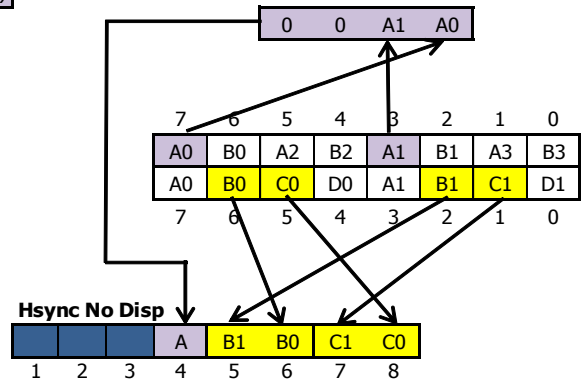 0 0 A1 A0
7 6 5 4 3 2 1 0
A0 B0 A2 B2 A1 B1 A3 B3
A0 B0 C0 D0 A1 B1 C1 D1
7 6 5 4 3 2 1 0
Hsync No Disp
A B1 B0 C1 C0
1 2 3 4 5 6 7 8